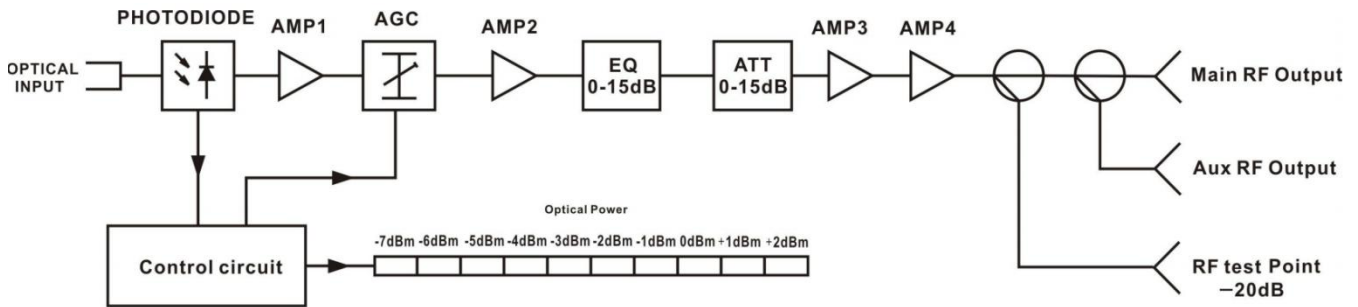 PHOTODIODE
AMP1
AGC
AMP2
AMP3
AMP4
OPTICAL
INPUT
EQ
0-15dB
ATT
0-15dB
Main RF Output
Aux RF Output
Optical Power
-7dBm -6dBm -5dBm -4dBm -3dBm -2dBm -1dBm 0dBm +1dBm +2dBm
Control circuit
RF test Point
−20dB